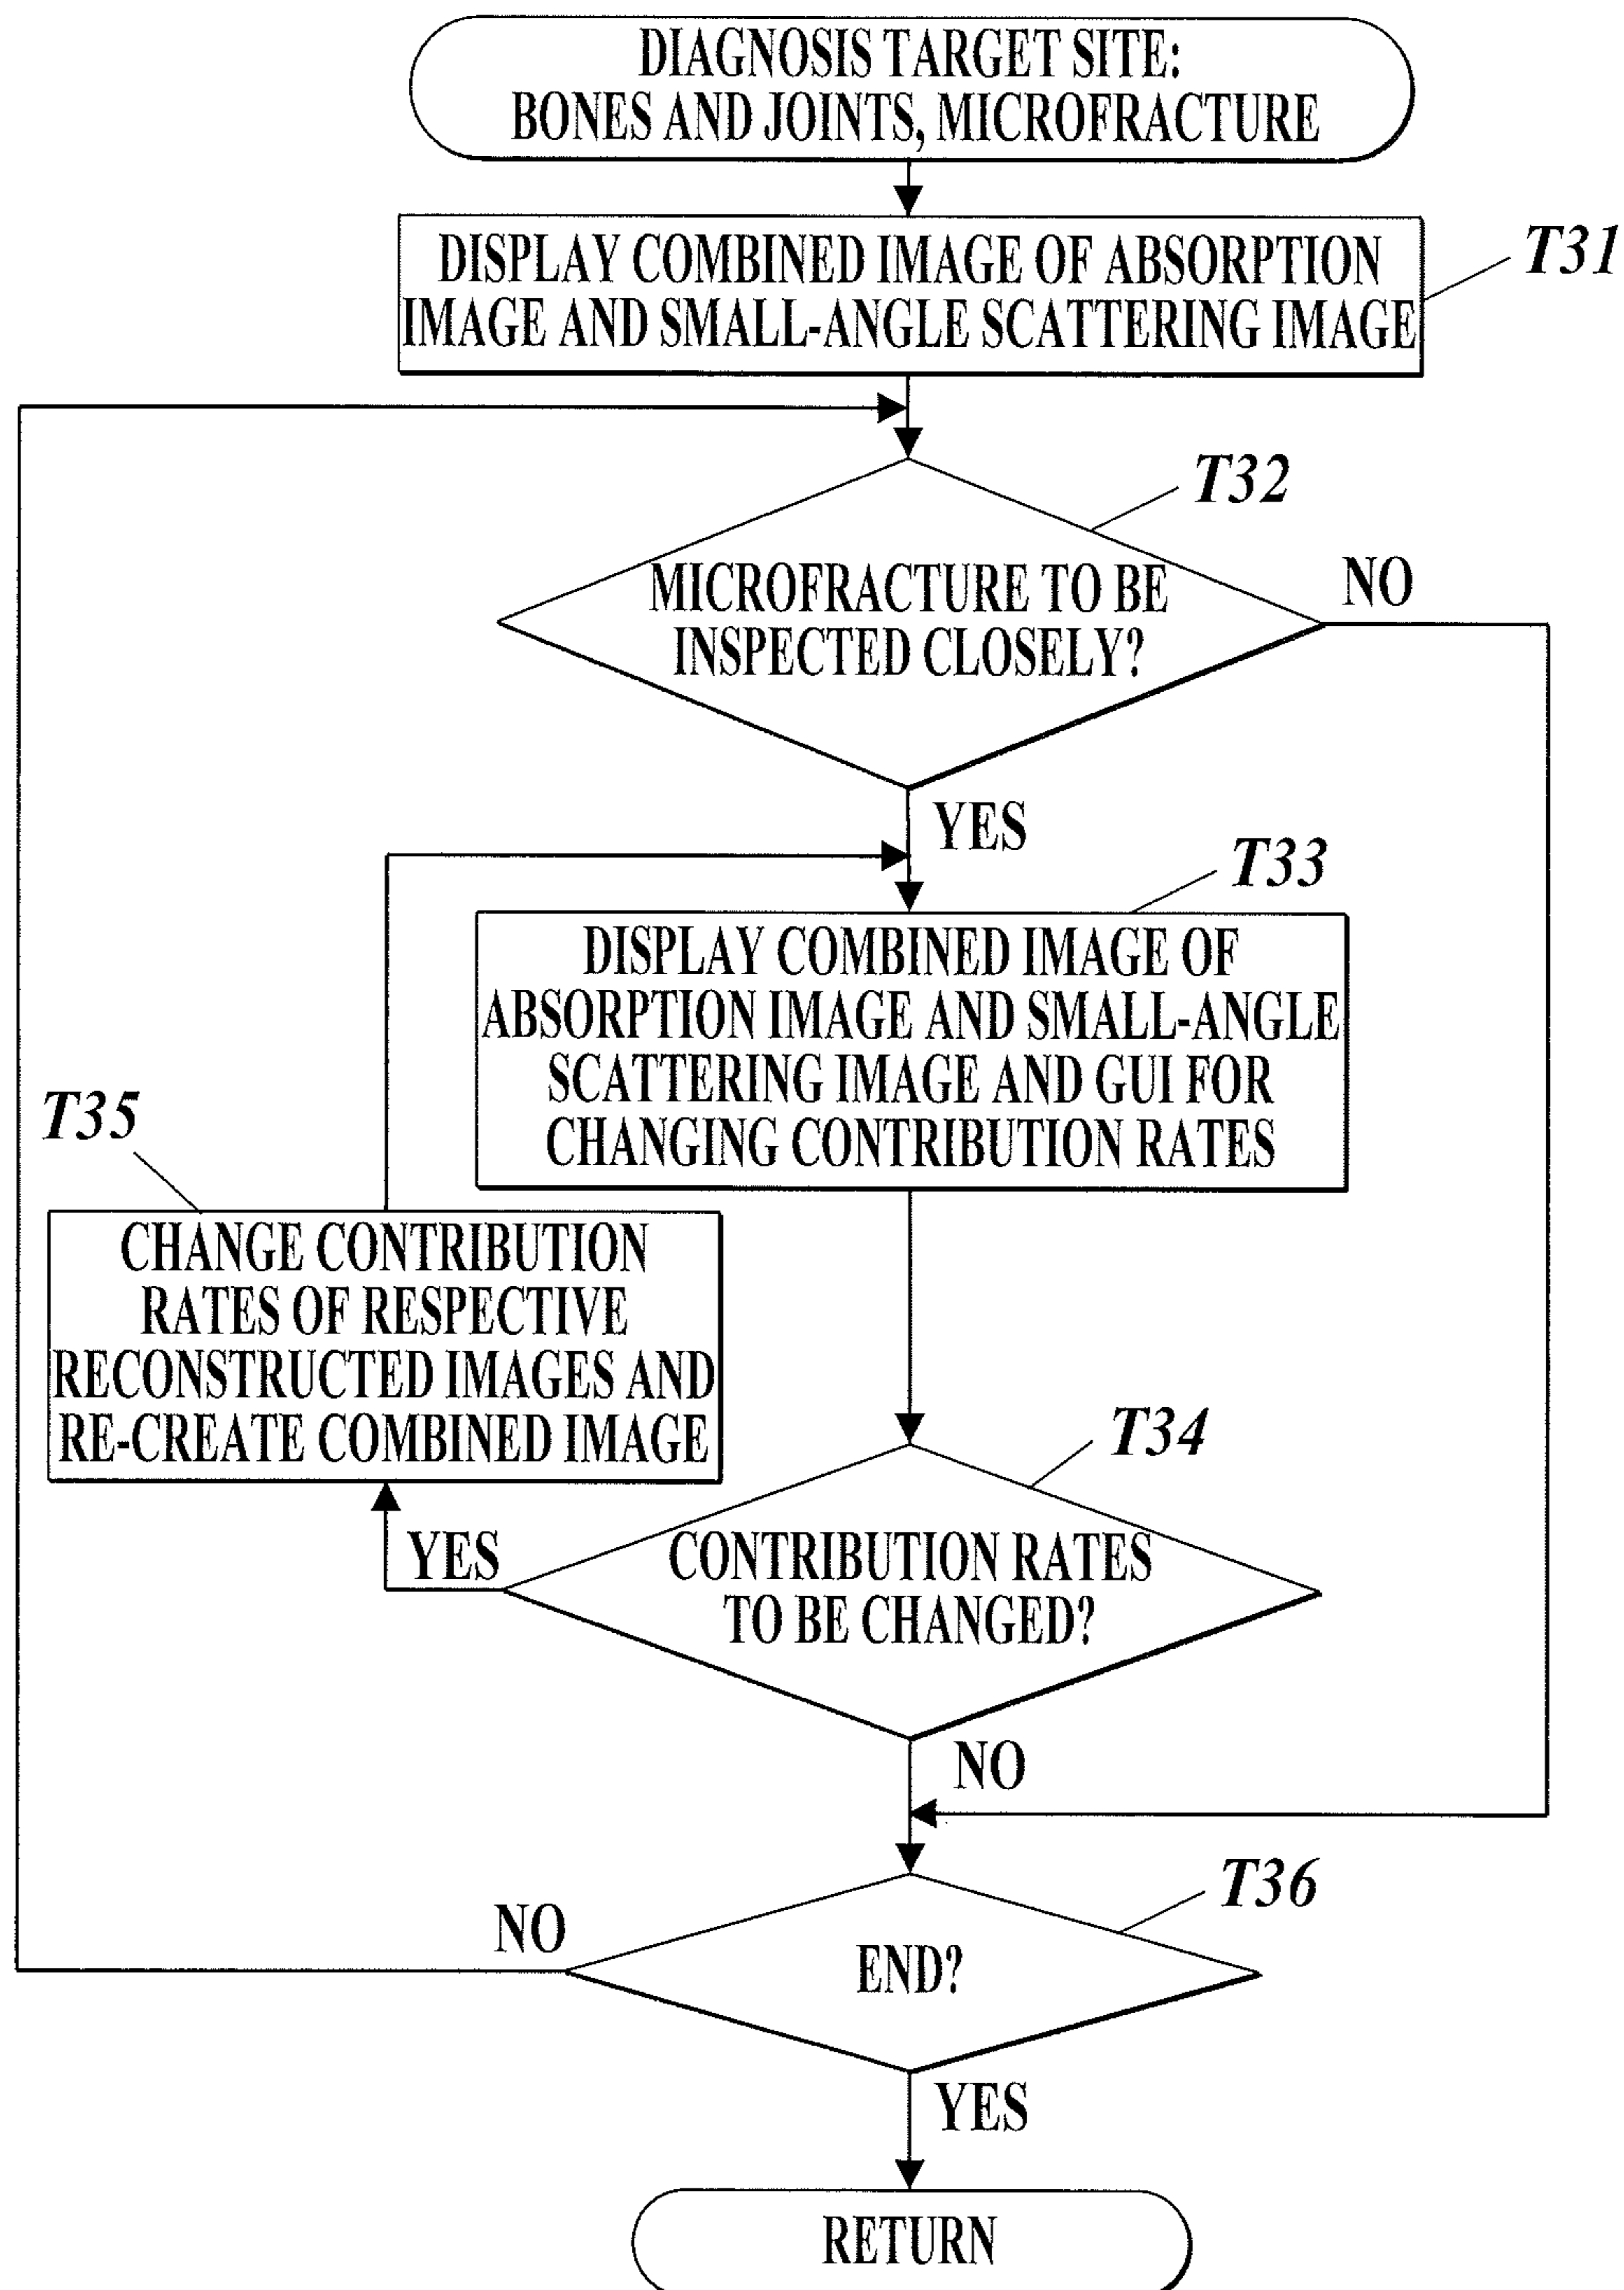 DIAGNOSIS TARGET SITE:
BONES AND JOINTS, MICROFRACTURE
DISPLAY COMBINED IMAGE OF ABSORPTION
IMAGE AND SMALL-ANGLE SCATTERING IMAGE
T31
T32
MICROFRACTURE TO BE
INSPECTED CLOSELY?
NO
YES
T33
DISPLAY COMBINED IMAGE OF
ABSORPTION IMAGE AND SMALL-ANGLE
SCATTERING IMAGE AND GUI FOR
CHANGING CONTRIBUTION RATES
T35
CHANGE CONTRIBUTION
RATES OF RESPECTIVE
RECONSTRUCTED IMAGES AND
RE-CREATE COMBINED IMAGE
T34
YES
CONTRIBUTION RATES
TO BE CHANGED?
NO
T36
NO
END?
YES
RETURN